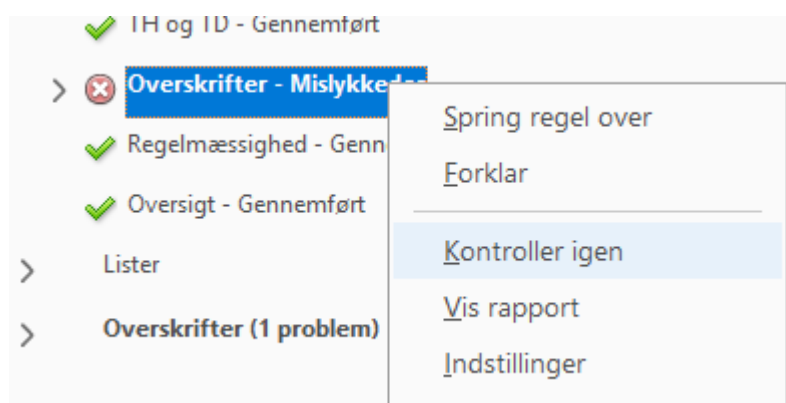 TH og TD - Gennemført
Overskrifter - Mislykkedes
Spring regel over
Regelmæssighed - Genn
Forklar
Oversigt - Gennemført
Kontroller igen
Lister
Vis rapport
Overskrifter (1 problem)
Indstillinger